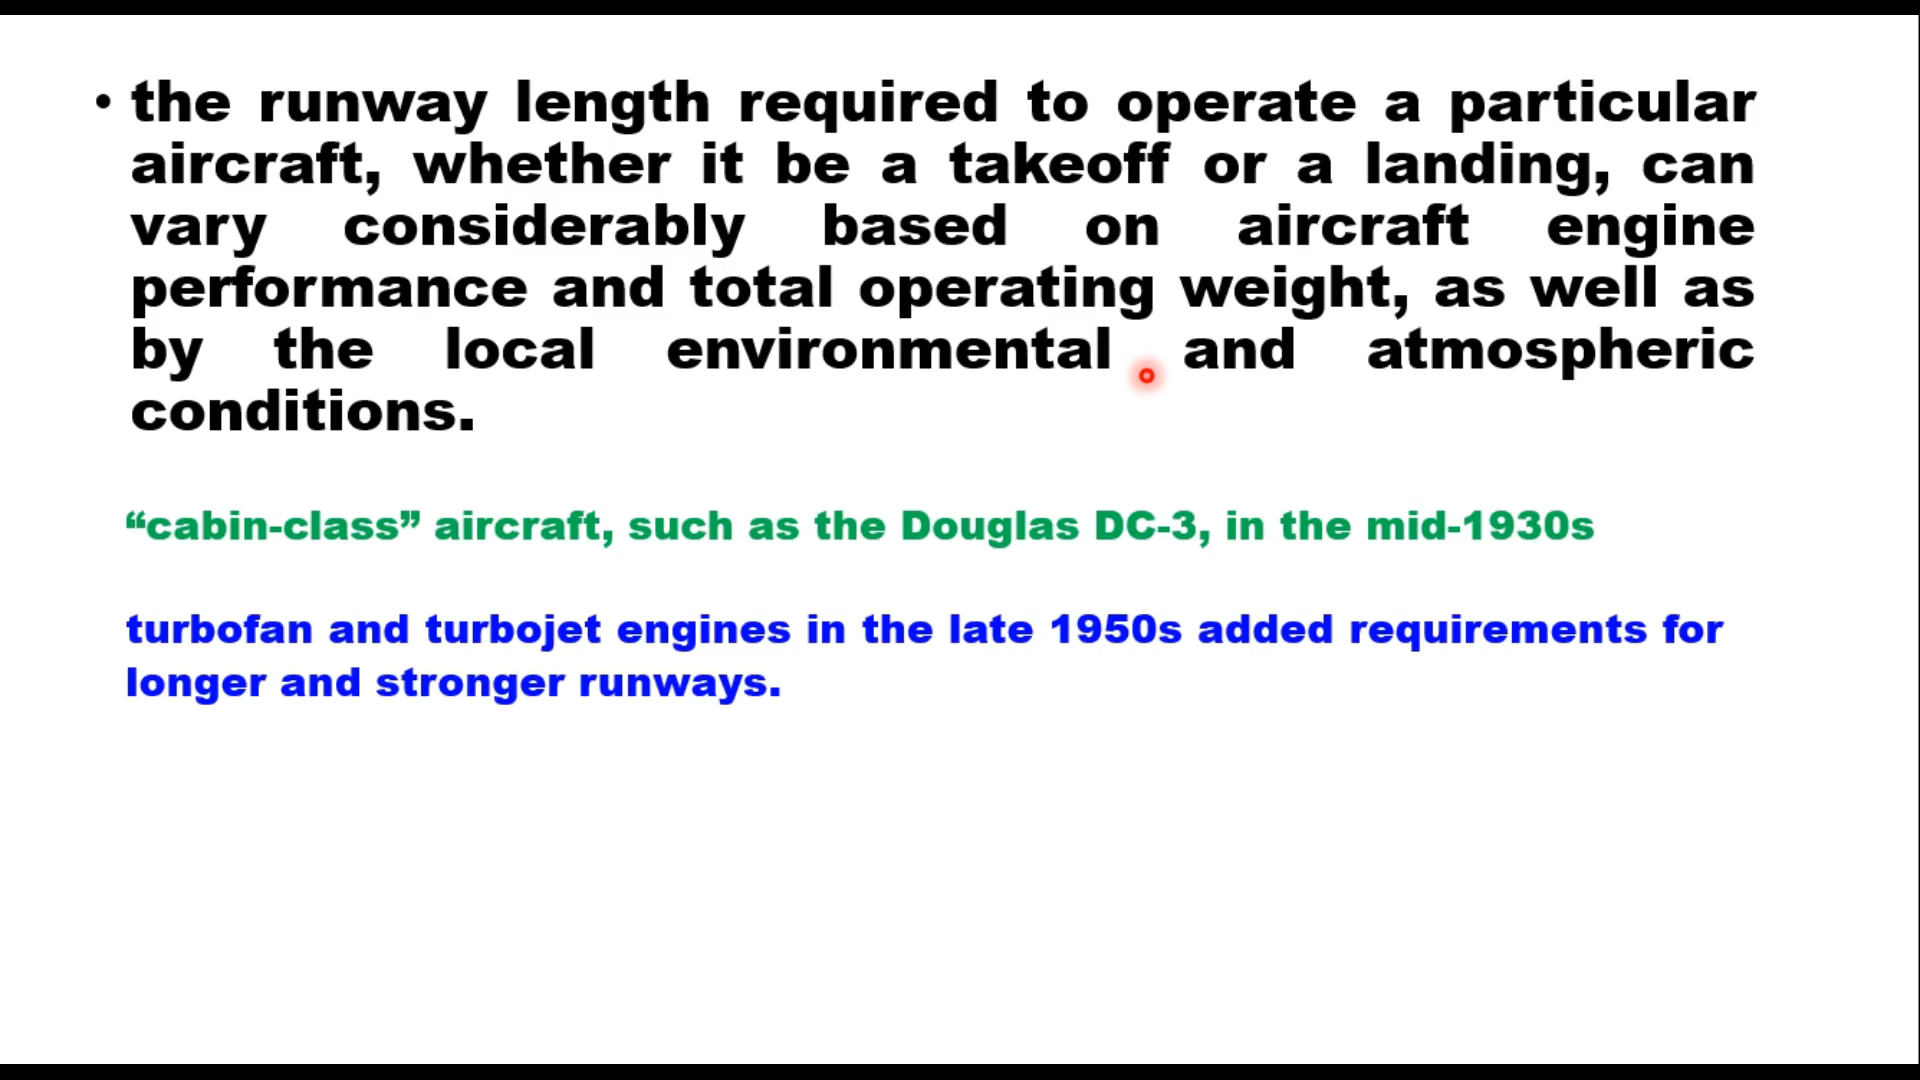 • the runway length required to operate a particular
aircraft, whether it be a takeoff or a landing, can
vary considerably based on aircraft engine
performance and total operating weight, as well as
by the local environmental and atmospheric
conditions.
“cabin-class” aircraft, such as the Douglas DC-3, in the mid-1930s
turbofan and turbojet engines in the late 1950s added requirements for
longer and stronger runways.